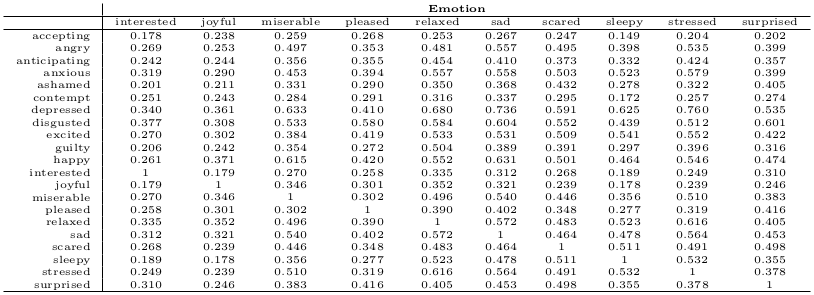 Emotion
interested joyful miserable pleased relaxed sad scared sleepy stressed surprised
accepting 0.178 0.238 0.259 0.268 0.253 0.267 0.247 0.149 0.204 0.202
angry 0.269 0.253 0.497 0.353 0.481 0.557 0.495 0.398 0.535 0.399
anticipating 0.242 0.244 0.356 0.355 0.454 0.410 0.373 0.332 0.424 0.357
anxious 0.319 0.290 0.453 0.394 0.557 0.558 0.503 0.523 0.579 0.399
ashamed 0.201 0.211 0.331 0.290 0.350 0.368 0.432 0.278 0.322 0.405
contempt 0.251 0.243 0.284 0.291 0.316 0.337 0.295 0.172 0.257 0.274
depressed 0.340 0.361 0.633 0.410 0.680 0.736 0.591 0.625 0.760 0.535
disgusted 0.377 0.308 0.533 0.580 0.584 0.604 0.552 0.439 0.512 0.601
excited 0.270 0.302 0.384 0.419 0.533 0.531 0.509 0.541 0.552 0.422
guilty 0.206 0.242 0.354 0.272 0.504 0.389 0.391 0.297 0.396 0.316
happy 0.261 0.371 0.615 0.420 0.552 0.631 0.501 0.464 0.546 0.474
interested 1 0.179 0.270 0.258 0.335 0.312 0.268 0.189 0.249 0.310
joyful 0.179 1 0.346 0.301 0.352 0.321 0.239 0.178 0.239 0.246
miserable 0.270 0.346 1 0.302 0.496 0.540 0.446 0.356 0.510 0.383
pleased 0.258 0.301 0.302 1 0.390 0.402 0.348 0.277 0.319 0.416
relaxed 0.335 0.352 0.496 0.390 1 0.572 0.483 0.523 0.616 0.405
sad 0.312 0.321 0.540 0.402 0.572 1 0.464 0.478 0.564 0.453
scared 0.268 0.239 0.446 0.348 0.483 0.464 1 0.511 0.491 0.498
sleepy 0.189 0.178 0.356 0.277 0.523 0.478 0.511 1 0.532 0.355
stressed 0.249 0.239 0.510 0.319 0.616 0.564 0.491 0.532 1 0.378
surprised 0.310 0.246 0.383 0.416 0.405 0.453 0.498 0.355 0.378 1